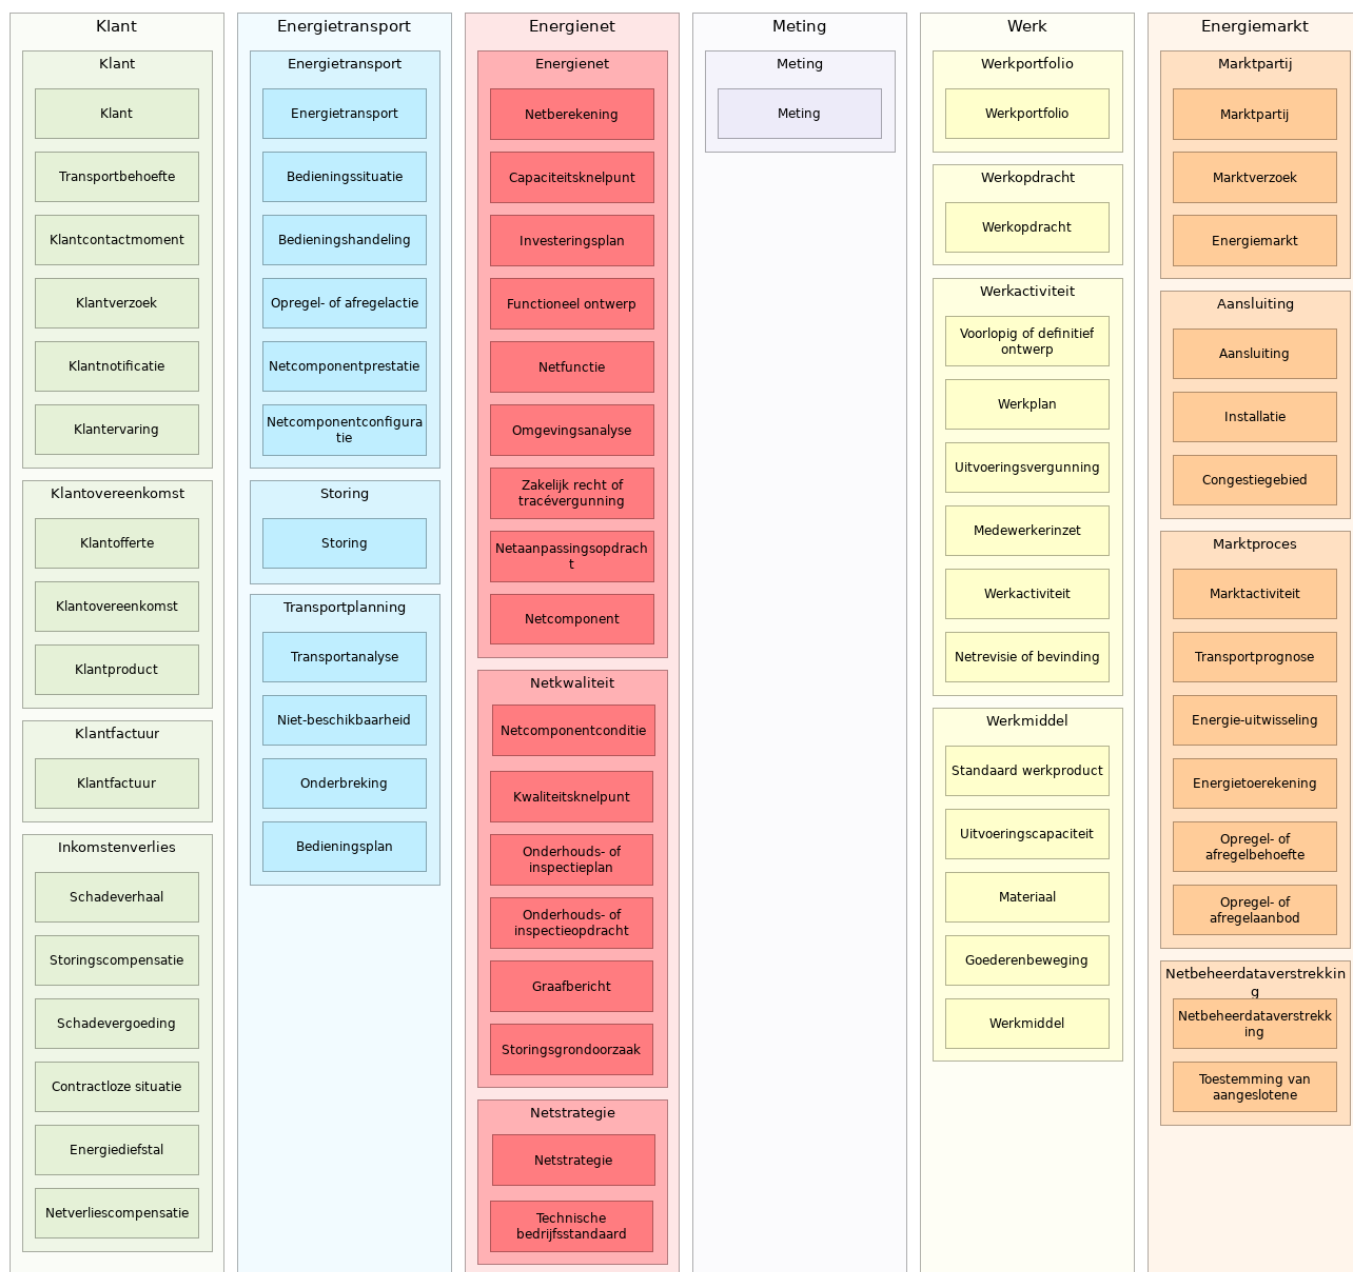 Klant
Klant
Klant
Transportbehoefte
Klantcontactmoment
Klantverzoek
Klantnotificatie
Klantervaring
Klantovereenkomst
Klantofferte
Klantovereenkomst
Klantproduct
Klantfactuur
Klantfactuur
Inkomstenverlies
Schadeverhaal
Storingscompensatie
Schadevergoeding
Contractloze situatie
Energiediefstal
Netverliescompensatie
Energietransport
Energietransport
Energietransport
Bedieningssituatie
Bedieningshandeling
Opregel- of afregelactie
Netcomponentprestatie
Netcomponentconfigura
tie
Storing
Storing
Transportplanning
Transportanalyse
Niet-beschikbaarheid
Onderbreking
Bedieningsplan
Energienet
Energienet
Netberekening
Capaciteitsknelpunt
Investeringsplan
Functioneel ontwerp
Netfunctie
Omgevingsanalyse
Zakelijk recht of
tracévergunning
Netaanpassingsopdrach
t
Netcomponent
Netkwaliteit
Netcomponentconditie
Kwaliteitsknelpunt
Onderhouds- of
inspectieplan
Onderhouds- of
inspectieopdracht
Graafbericht
Storingsgrondoorzaak
Netstrategie
Netstrategie
Technische
bedrijfsstandaard
Meting
Meting
Meting
Werk
Werkportfolio
Werkportfolio
Werkopdracht
Werkopdracht
Werkactiviteit
Voorlopig of definitief
ontwerp
Werkplan
Uitvoeringsvergunning
Medewerkerinzet
Werkactiviteit
Netrevisie of bevinding
Werkmiddel
Standaard werkproduct
Uitvoeringscapaciteit
Materiaal
Goederenbeweging
Werkmiddel
Energiemarkt
Marktpartij
Marktpartij
Marktverzoek
Energiemarkt
Aansluiting
Aansluiting
Installatie
Congestiegebied
Marktproces
Marktactiviteit
Transportprognose
Energie-uitwisseling
Energietoerekening
Opregel- of
afregelbehoefte
Opregel- of
afregelaanbod
Netbeheerdataverstrekkin
g
Netbeheerdataverstrekk
ing
Toestemming van
aangeslotene